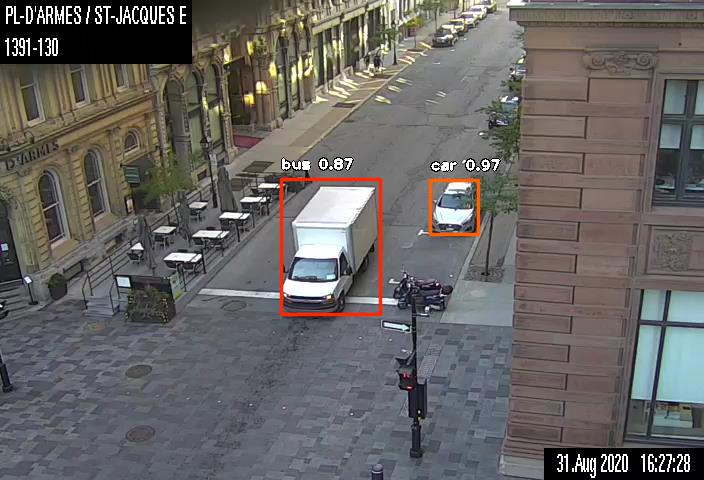 PL-D'ARMES / ST-JACQUES E
1391-130
bus 0.87
car 0.97
D'ARMES
31.Aug 2020 16:27:28